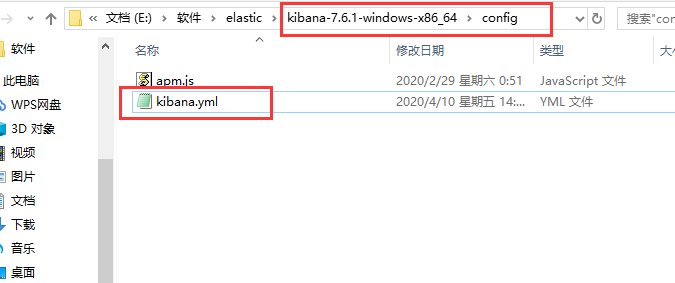 文档 (E:) › 软件 › elastic › kibana-7.6.1-windows-x86_64 › config 搜索"con
软件 名称 修改日期 类型
此电脑 apm.js 2020/2/29 星期六 0:51 JavaScript 文件
WPS网盘 kibana.yml 2020/4/10 星期五 14:... YML 文件
3D 对象
视频
图片
文档
下载
音乐
桌面